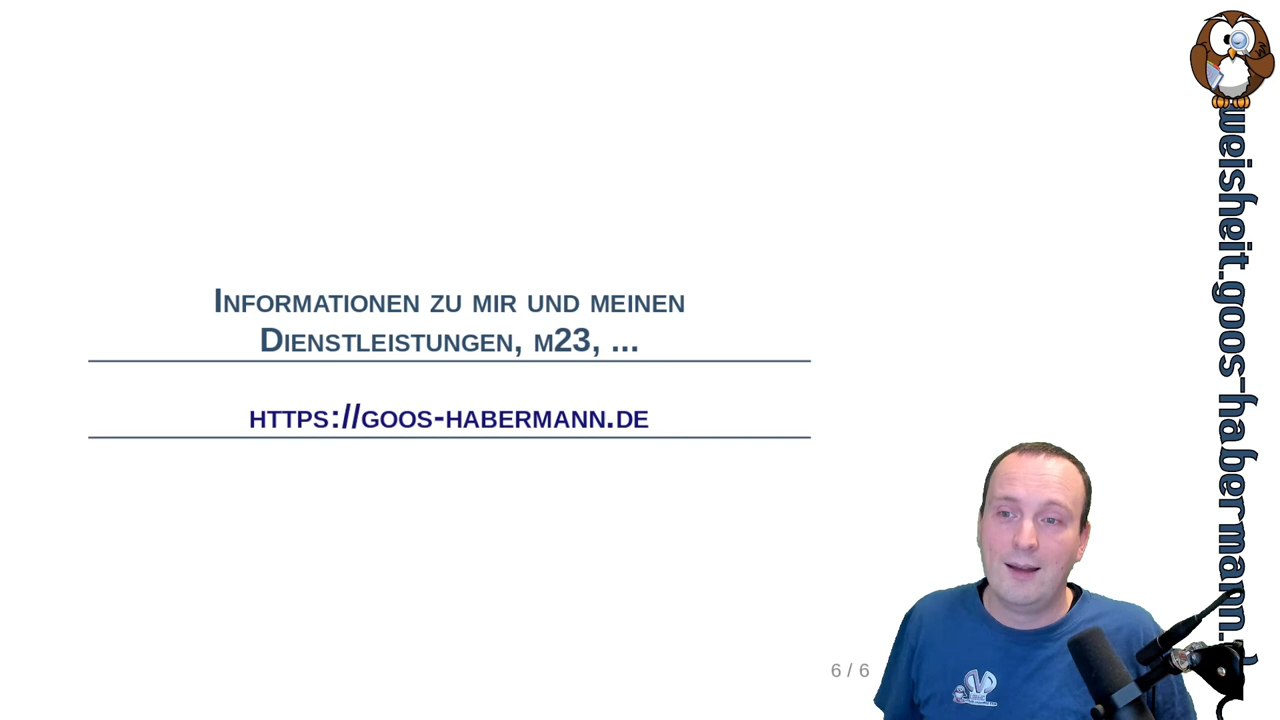 Informationen zu mir und meinen
Dienstleistungen, m23, ...
https://goos-habermann.de
6 / 6
weisheit.goos-habermann.